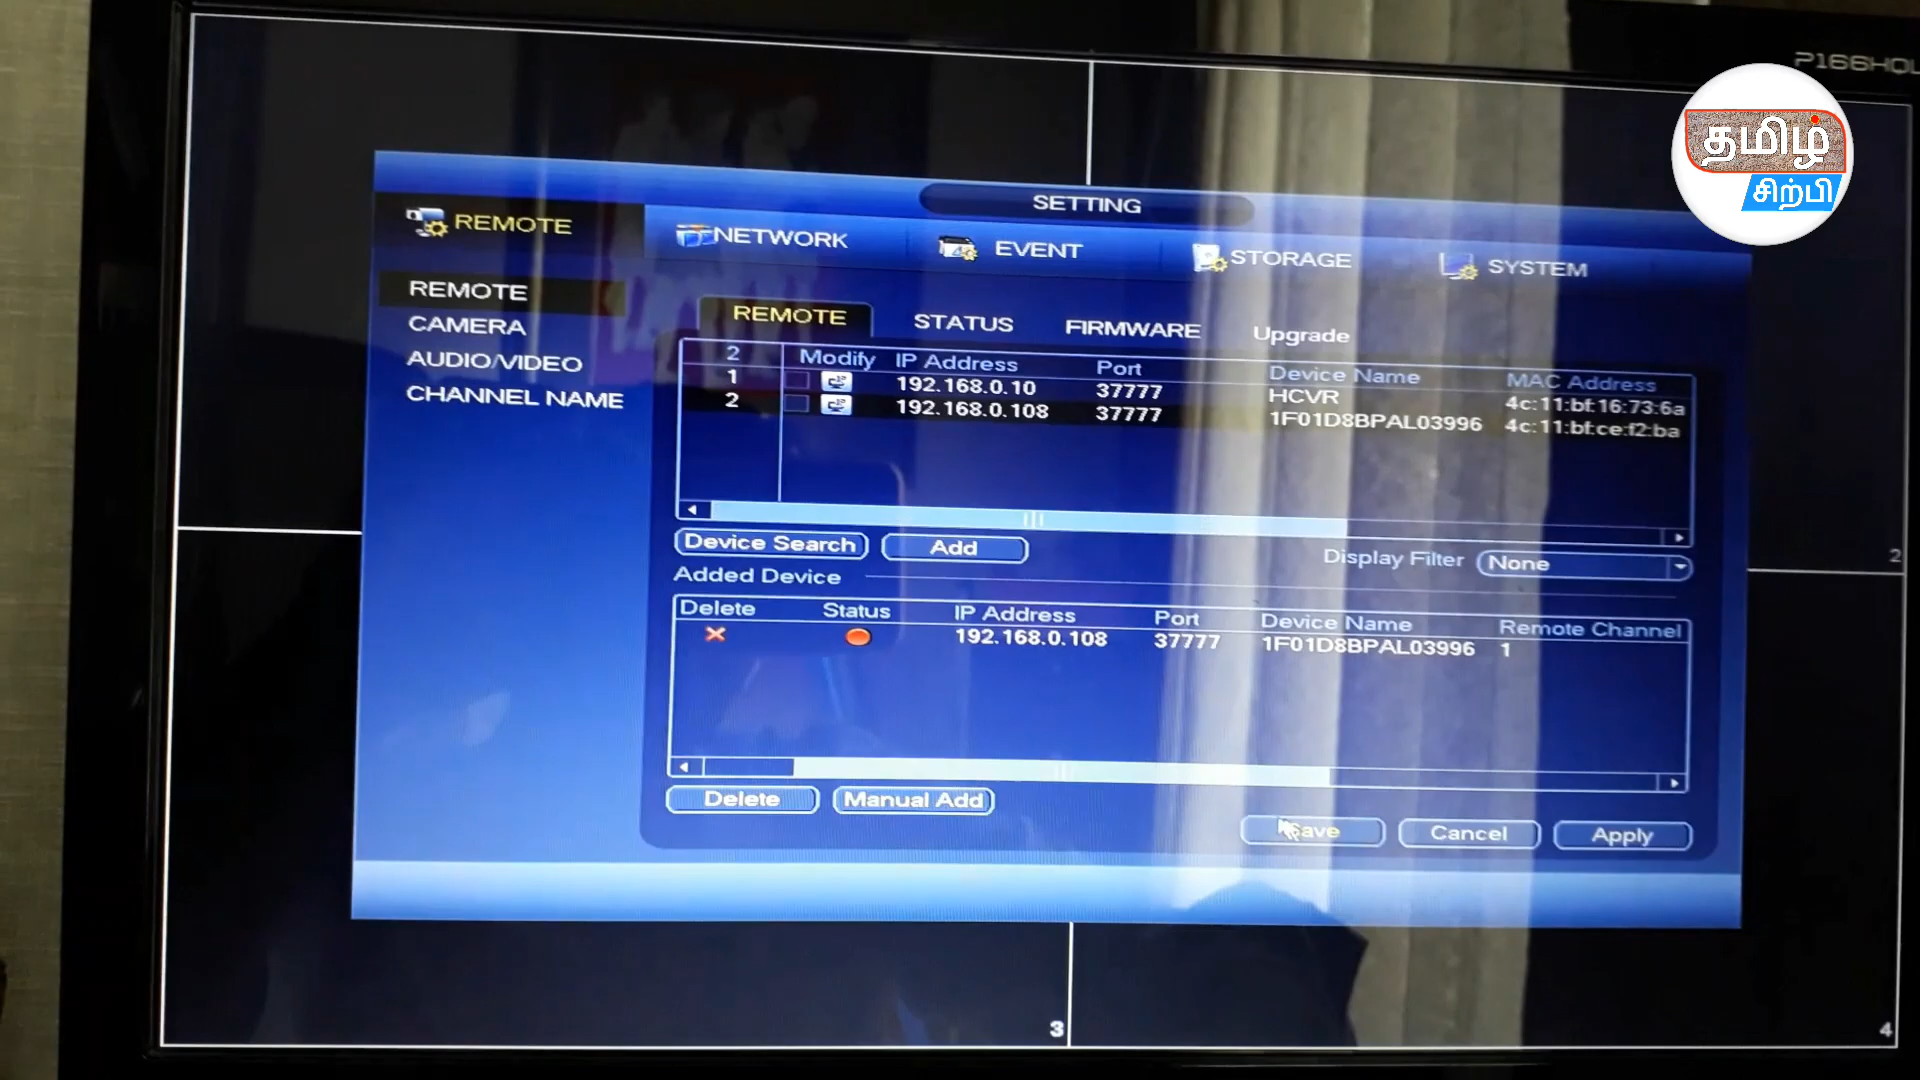 P166HQL
தமிழ்
சிற்பி
SETTING
REMOTE
NETWORK
EVENT
STORAGE
SYSTEM
REMOTE
CAMERA
AUDIO/VIDEO
CHANNEL NAME
REMOTE STATUS FIRMWARE Upgrade
2 Modify IP Address Port Device Name MAC Address
1 192.168.0.10 37777 HCVR 4c:11:bf:16:73:6a
2 192.168.0.108 37777 1F01D8BPAL03996 4c:11:bf:ce:f2:ba
Device Search Add Display Filter None
Added Device
Delete Status IP Address Port Device Name Remote Channel
192.168.0.108 37777 1F01D8BPAL03996 1
Delete Manual Add
Save Cancel Apply
2
3
4